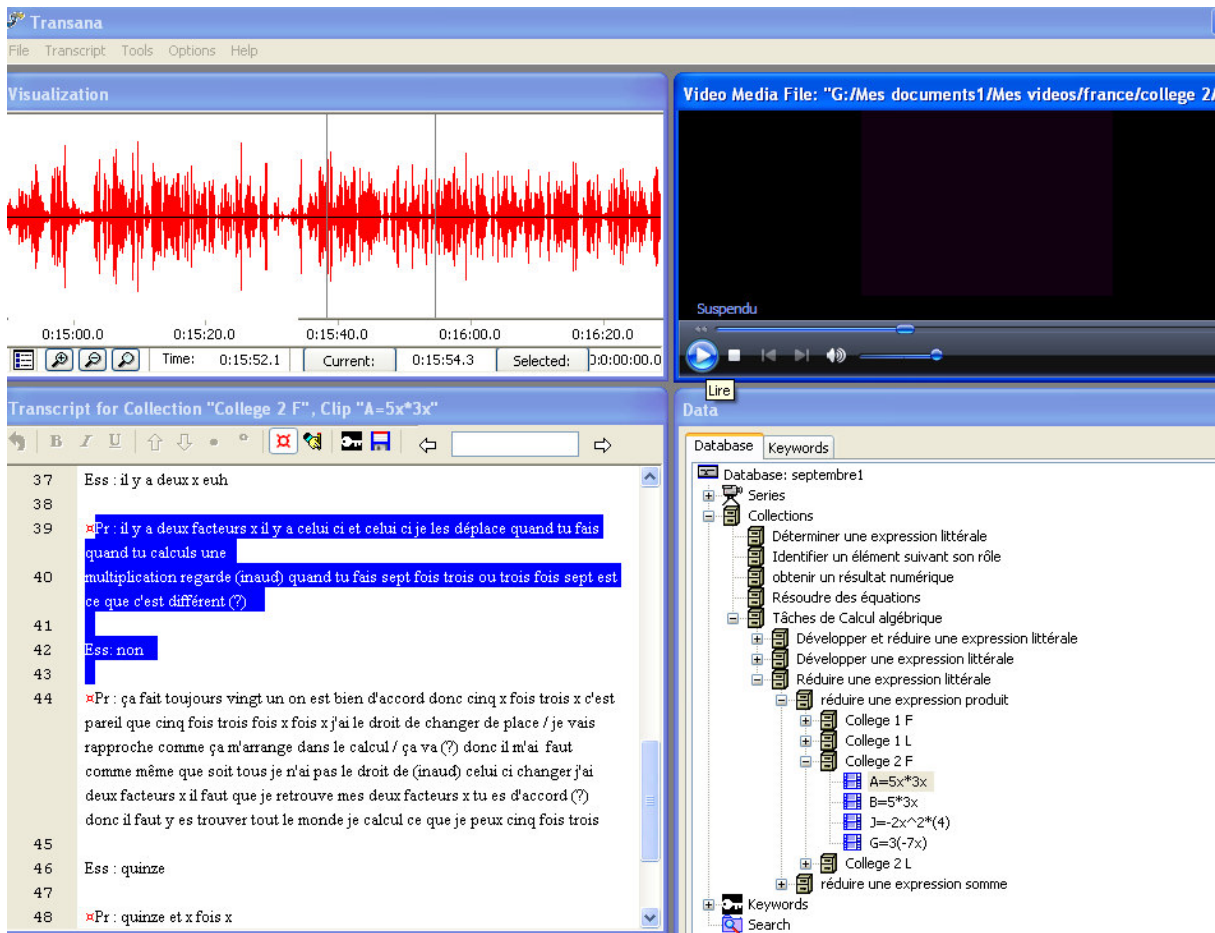 Transana
File Transcript Tools Options Help
Visualization
0:15:00.0 0:15:20.0 0:15:40.0 0:16:00.0 0:16:20.0
Time: 0:15:52.1 Current: 0:15:54.3 Selected: 0:0:00:00.0
Video Media File: "G:/Mes documents1/Mes videos/france/college 2/
Suspendu
Lire
Transcript for Collection "College 2 F", Clip "A=5x*3x"
B I U
37 Ess : il y a deux x euh
38
39 ¤Pr : il y a deux facteurs x il y a celui ci et celui ci je les déplace quand tu fais
quand tu calculs une
40 multiplication regarde (inaud) quand tu fais sept fois trois ou trois fois sept est
ce que c'est différent (?)
41
42 Ess: non
43
44 ¤Pr : ça fait toujours vingt un on est bien d'accord donc cinq x fois trois x c'est
pareil que cinq fois trois fois x fois x j'ai le droit de changer de place / je vais
rapproche comme ça m'arrange dans le calcul / ça va (?) donc il m'ai faut
comme même que soit tous je n'ai pas le droit de (inaud) celui ci changer j'ai
deux facteurs x il faut que je retrouve mes deux facteurs x tu es d'accord (?)
donc il faut y es trouver tout le monde je calcul ce que je peux cinq fois trois
45
46 Ess : quinze
47
48 ¤Pr : quinze et x fois x
Data
Database Keywords
Database: septembre1
Series
Collections
Déterminer une expression littérale
Identifier un élément suivant son rôle
obtenir un résultat numérique
Résoudre des équations
Tâches de Calcul algébrique
Développer et réduire une expression littérale
Développer une expression littérale
Réduire une expression littérale
réduire une expression produit
College 1 F
College 1 L
College 2 F
A=5x*3x
B=5*3x
J=-2x^2*(4)
G=3(-7x)
College 2 L
réduire une expression somme
Keywords
Search